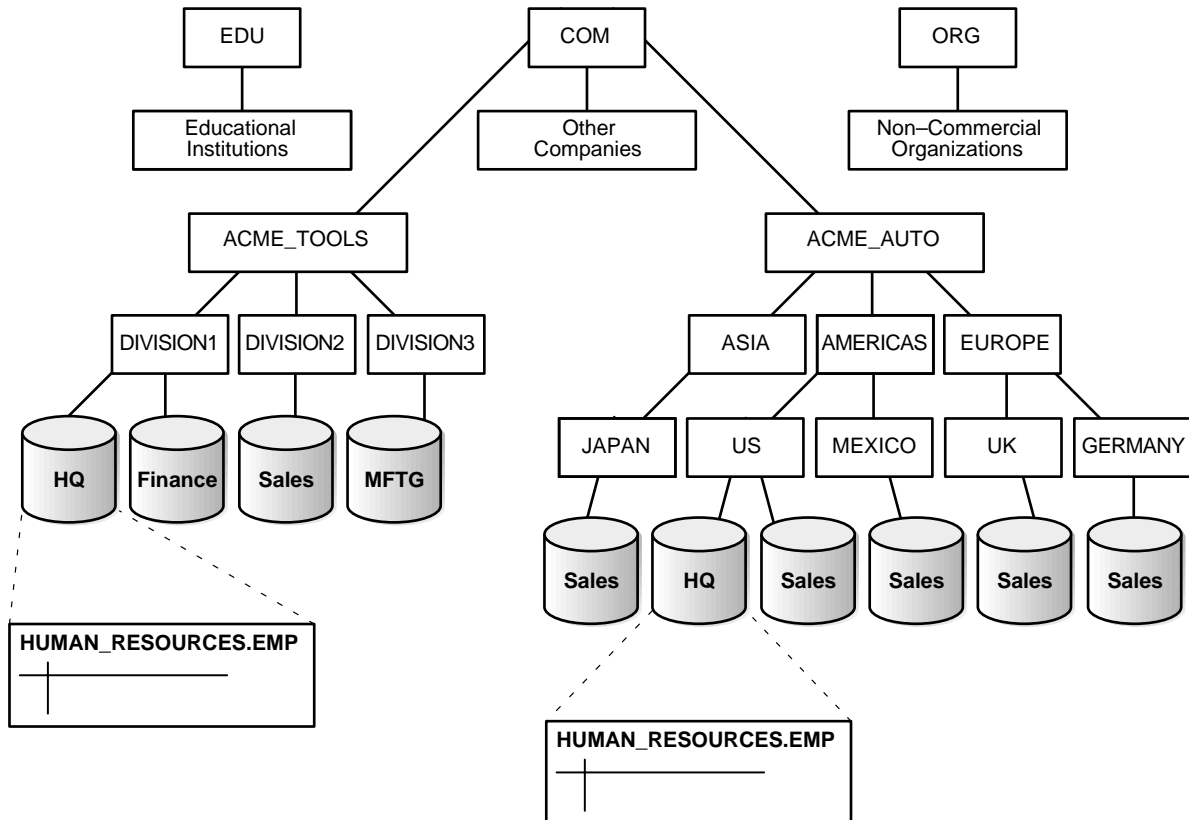 EDU
COM
ORG
Educational
Institutions
Other
Companies
Non–Commercial
Organizations
ACME_TOOLS
ACME_AUTO
DIVISION1
DIVISION2
DIVISION3
ASIA
AMERICAS
EUROPE
HQ
Finance
Sales
MFTG
JAPAN
US
MEXICO
UK
GERMANY
Sales
HQ
Sales
Sales
Sales
Sales
HUMAN_RESOURCES.EMP
HUMAN_RESOURCES.EMP